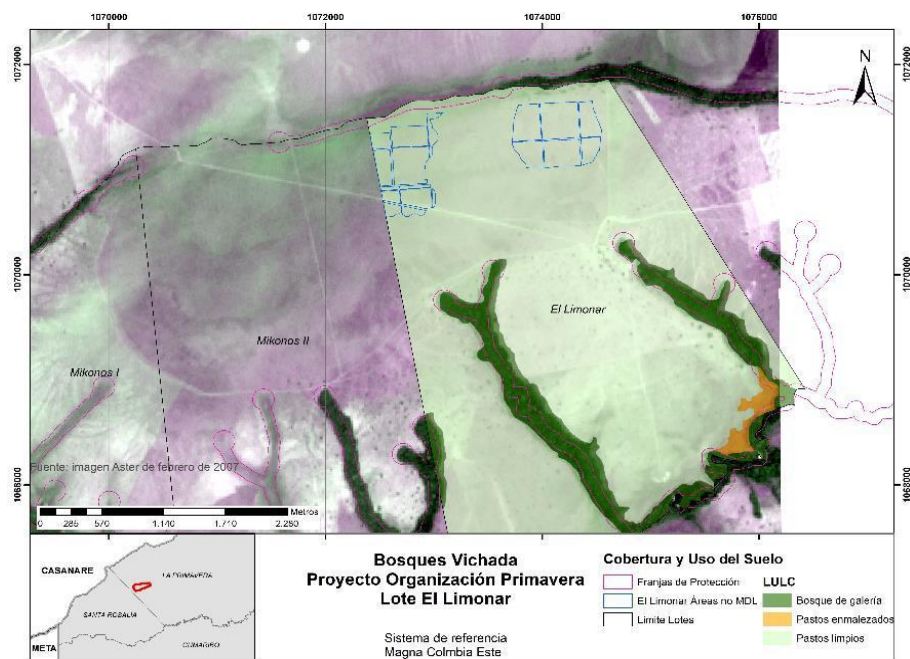 1070000
1072000
1074000
1076000
1072000
1072000
N
1070000
1070000
El Limonar
Mikonos II
Mikonos I
Fuente: imagen Aster de febrero de 2007
1068000
1068000
Metros
0 285 570 1.140 1.710 2.280
CASANARE
LA PRIMAVERA
SANTA ROSALIA
CUMARIBO
META
Bosques Vichada
Proyecto Organización Primavera
Lote El Limonar
Sistema de referencia
Magna Colmbia Este
Cobertura y Uso del Suelo
Franjas de Protección
El Limonar Áreas no MDL
Limite Lotes
LULC
Bosque de galería
Pastos enmalezados
Pastos limpios